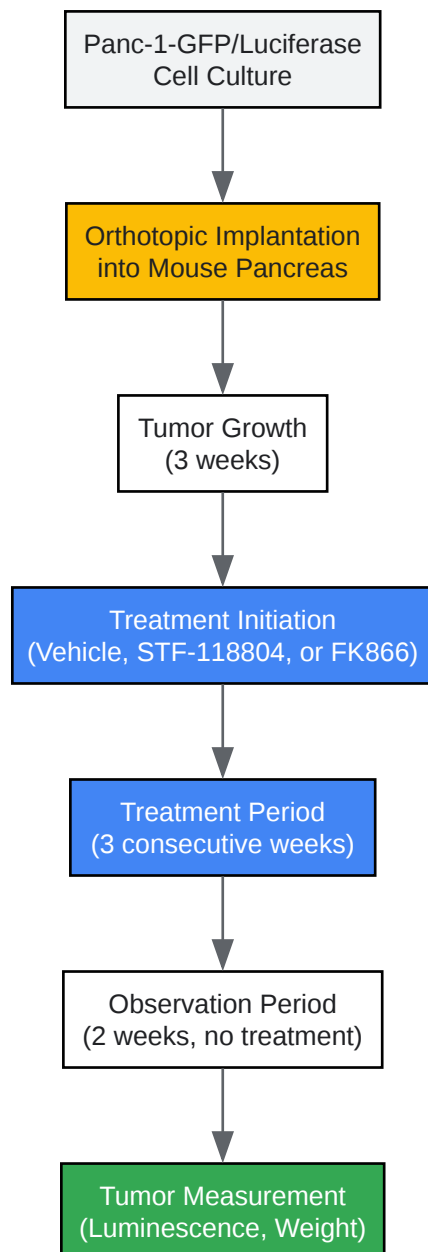 Panc-1-GFP/Luciferase
Cell Culture
Orthotopic Implantation
into Mouse Pancreas
Tumor Growth
(3 weeks)
Treatment Initiation
(Vehicle, STF-118804, or FK866)
Treatment Period
(3 consecutive weeks)
Observation Period
(2 weeks, no treatment)
Tumor Measurement
(Luminescence, Weight)